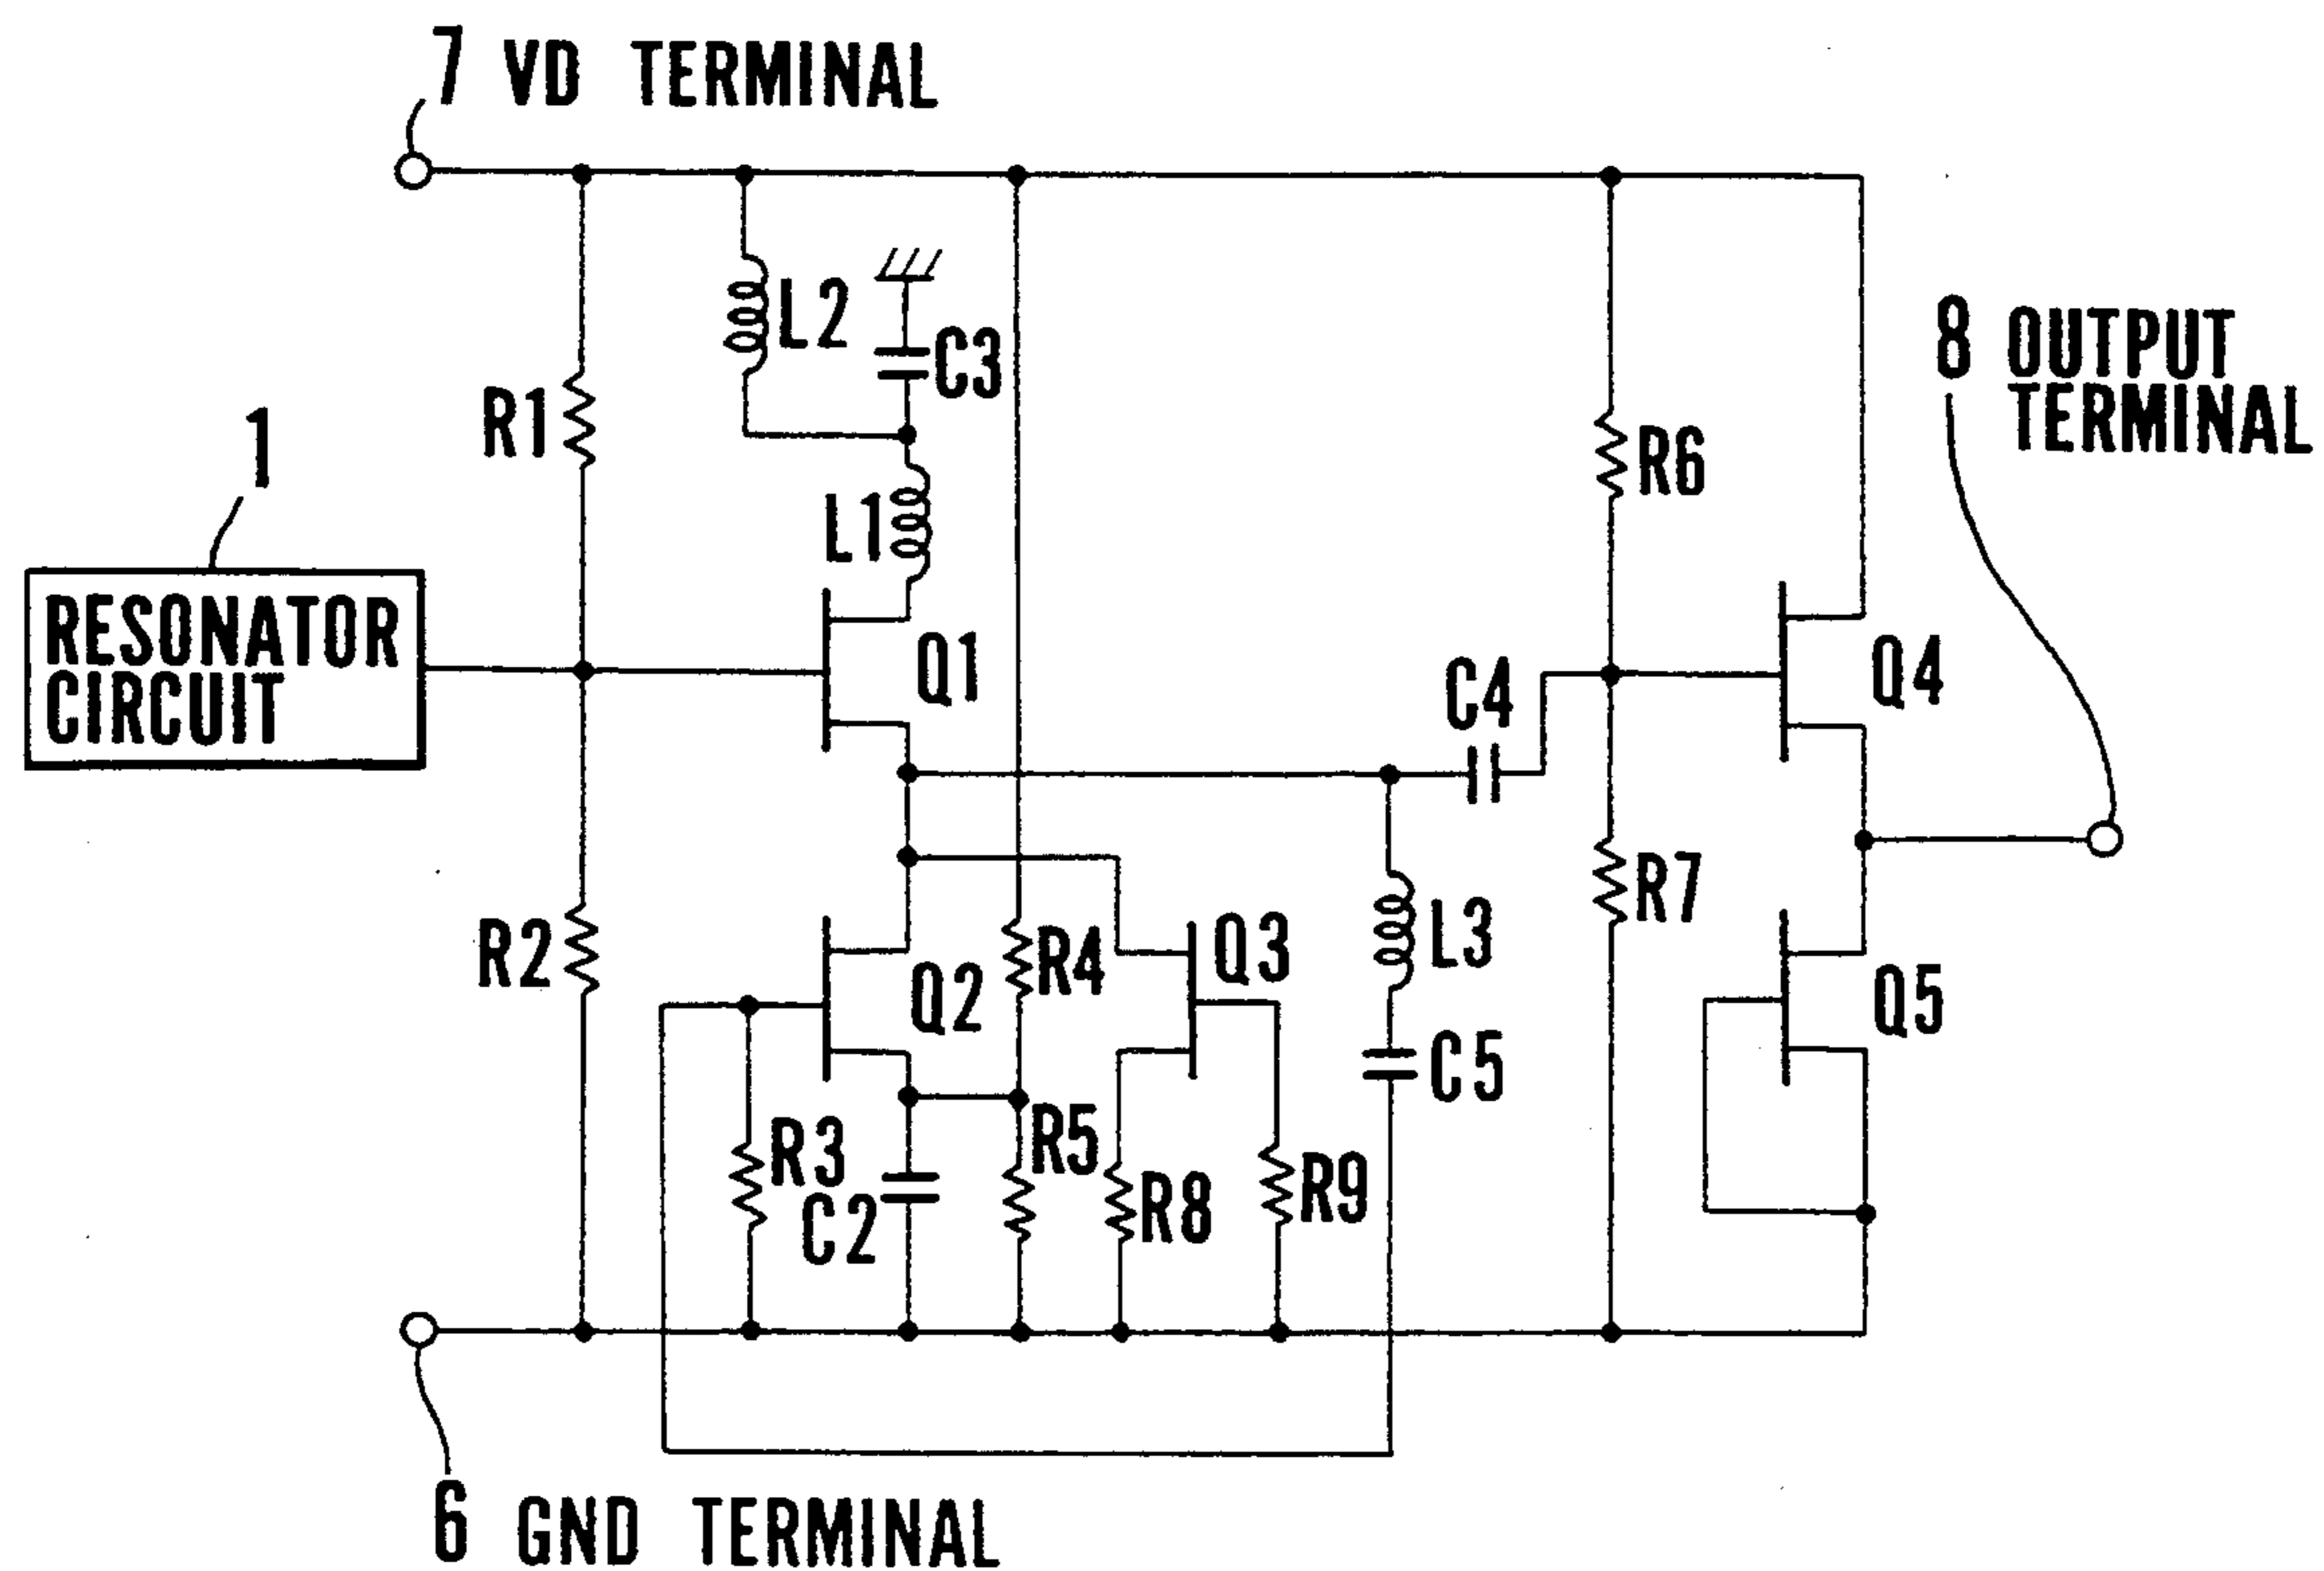 7 VD TERMINAL
L2
C3
R1
8 OUTPUT
TERMINAL
R6
1
L1
RESONATOR
CIRCUIT
Q1
C4
Q4
R7
R2
Q2
R4
Q3
L3
Q5
C5
R3
R5
C2
R8
R9
6 GND TERMINAL